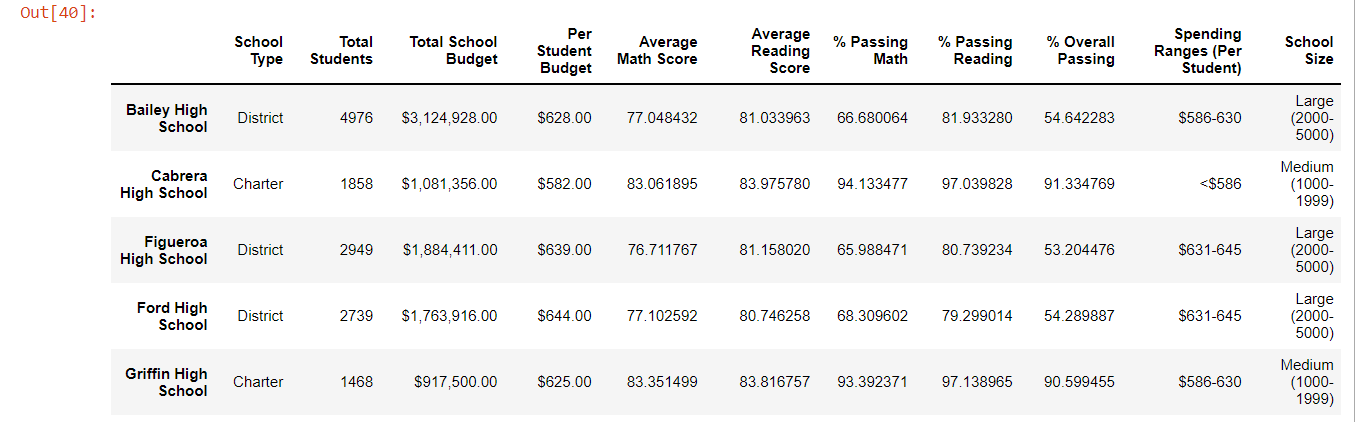 Out[40]:
School Type Total Students Total School Budget Per Student Budget Average Math Score Average Reading Score % Passing Math % Passing Reading % Overall Passing Spending Ranges (Per Student) School Size
Bailey High School District 4976 $3,124,928.00 $628.00 77.048432 81.033963 66.680064 81.933280 54.642283 $586-630 Large (2000-5000)
Cabrera High School Charter 1858 $1,081,356.00 $582.00 83.061895 83.975780 94.133477 97.039828 91.334769 <$586 Medium (1000-1999)
Figueroa High School District 2949 $1,884,411.00 $639.00 76.711767 81.158020 65.988471 80.739234 53.204476 $631-645 Large (2000-5000)
Ford High School District 2739 $1,763,916.00 $644.00 77.102592 80.746258 68.309602 79.299014 54.289887 $631-645 Large (2000-5000)
Griffin High School Charter 1468 $917,500.00 $625.00 83.351499 83.816757 93.392371 97.138965 90.599455 $586-630 Medium (1000-1999)